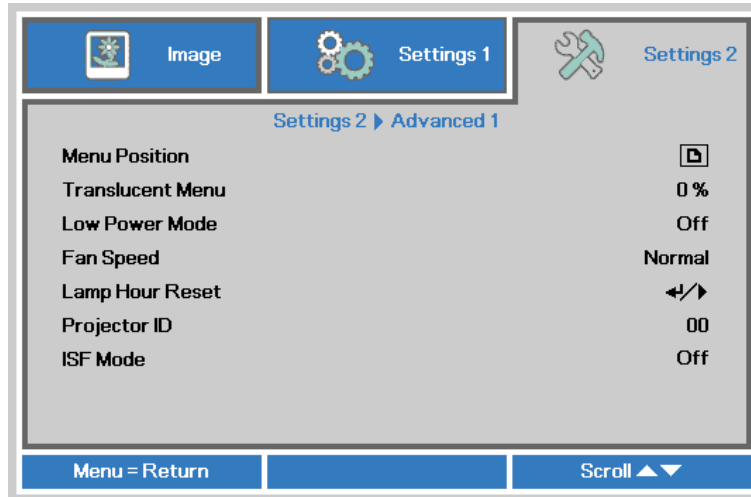 Image
Settings 1
Settings 2
Settings 2 ▶ Advanced 1
Menu Position
Translucent Menu 0 %
Low Power Mode Off
Fan Speed Normal
Lamp Hour Reset ↵/▶
Projector ID 00
ISF Mode Off
Menu = Return
Scroll ▲▼